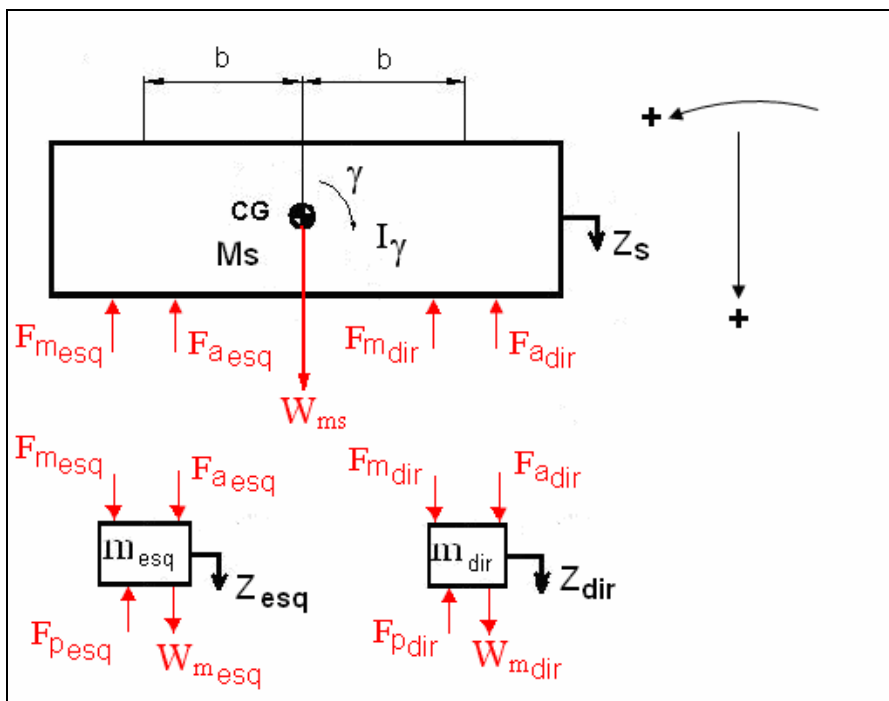 b b
+
γ
CG
Ms
Iγ
Zs
+
Fmesq Faesq Fmdir Fadir
Wms
Fmesq Faesq Fmdir Fadir
mesq mdir
Zesq Zdir
Fpesq Wmesq Fpdir Wmdir